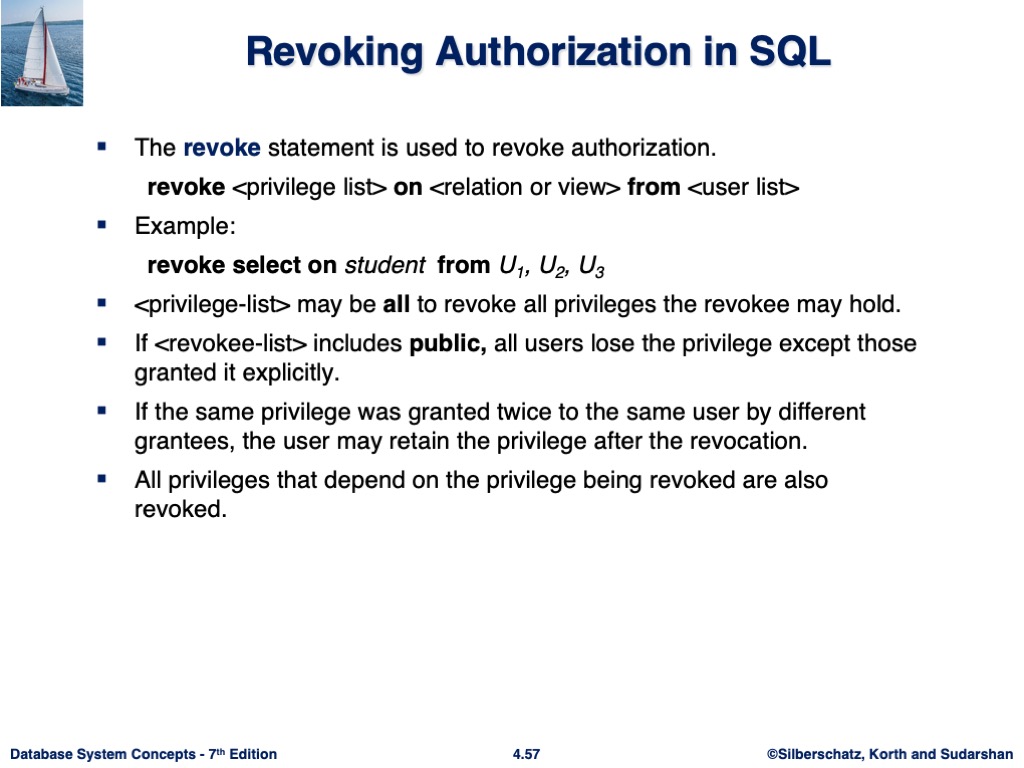 Revoking Authorization in SQL
▪ The revoke statement is used to revoke authorization.
revoke <privilege list> on <relation or view> from <user list>
▪ Example:
revoke select on student from U1, U2, U3
▪ <privilege-list> may be all to revoke all privileges the revokee may hold.
▪ If <revokee-list> includes public, all users lose the privilege except those
granted it explicitly.
▪ If the same privilege was granted twice to the same user by different
grantees, the user may retain the privilege after the revocation.
▪ All privileges that depend on the privilege being revoked are also
revoked.
Database System Concepts - 7th Edition
4.57
©Silberschatz, Korth and Sudarshan